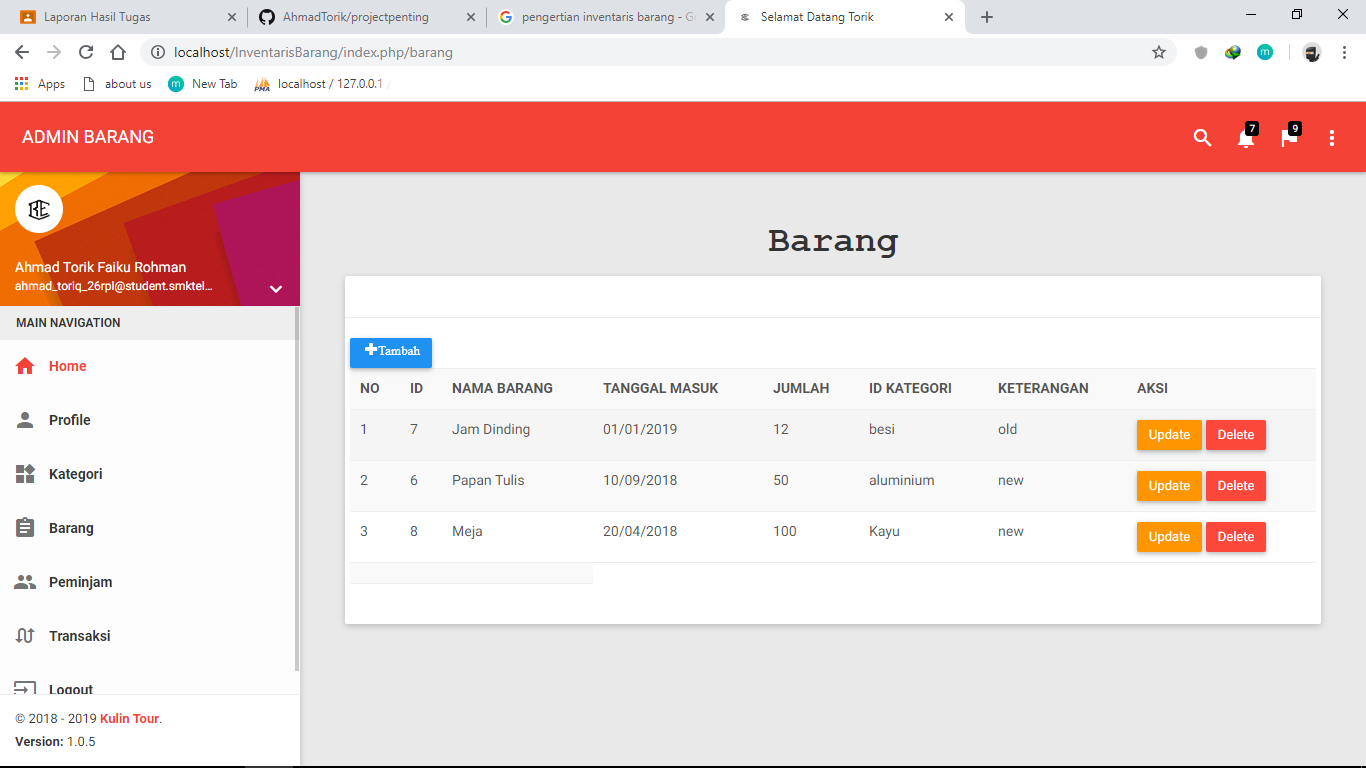 Laporan Hasil Tugas
AhmadTorik/projectpenting
pengertian inventaris barang - G
Selamat Datang Torik
localhost/InventarisBarang/index.php/barang
Apps
about us
m New Tab
PMA localhost / 127.0.0.1 /
ADMIN BARANG
7
9
Ahmad Torik Faiku Rohman
ahmad_toriq_26rpl@student.smktel...
MAIN NAVIGATION
Home
Profile
Kategori
Barang
Peminjam
Transaksi
Logout
© 2018 - 2019 Kulin Tour.
Version: 1.0.5
Barang
Tambah
NO ID NAMA BARANG TANGGAL MASUK JUMLAH ID KATEGORI KETERANGAN AKSI
1 7 Jam Dinding 01/01/2019 12 besi old Update Delete
2 6 Papan Tulis 10/09/2018 50 aluminium new Update Delete
3 8 Meja 20/04/2018 100 Kayu new Update Delete